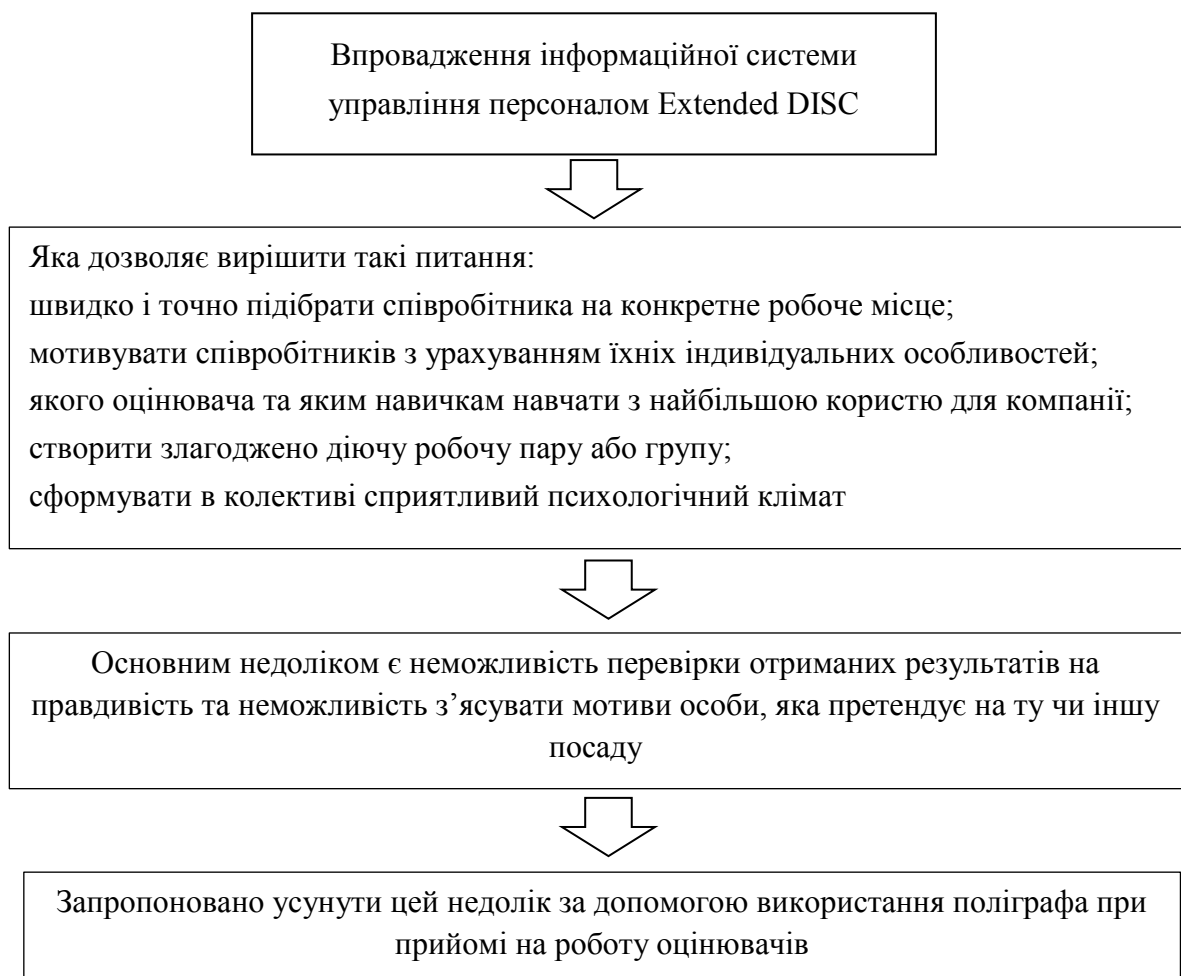 Впровадження інформаційної системи
управління персоналом Extended DISC
Яка дозволяє вирішити такі питання:
швидко і точно підібрати співробітника на конкретне робоче місце;
мотивувати співробітників з урахуванням їхніх індивідуальних особливостей;
якого оцінювача та яким навичкам навчати з найбільшою користю для компанії;
створити злагоджено діючу робочу пару або групу;
сформувати в колективі сприятливий психологічний клімат
Основним недоліком є неможливість перевірки отриманих результатів на
правдивість та неможливість з’ясувати мотиви особи, яка претендує на ту чи іншу
посаду
Запропоновано усунути цей недолік за допомогою використання поліграфа при
прийомі на роботу оцінювачів